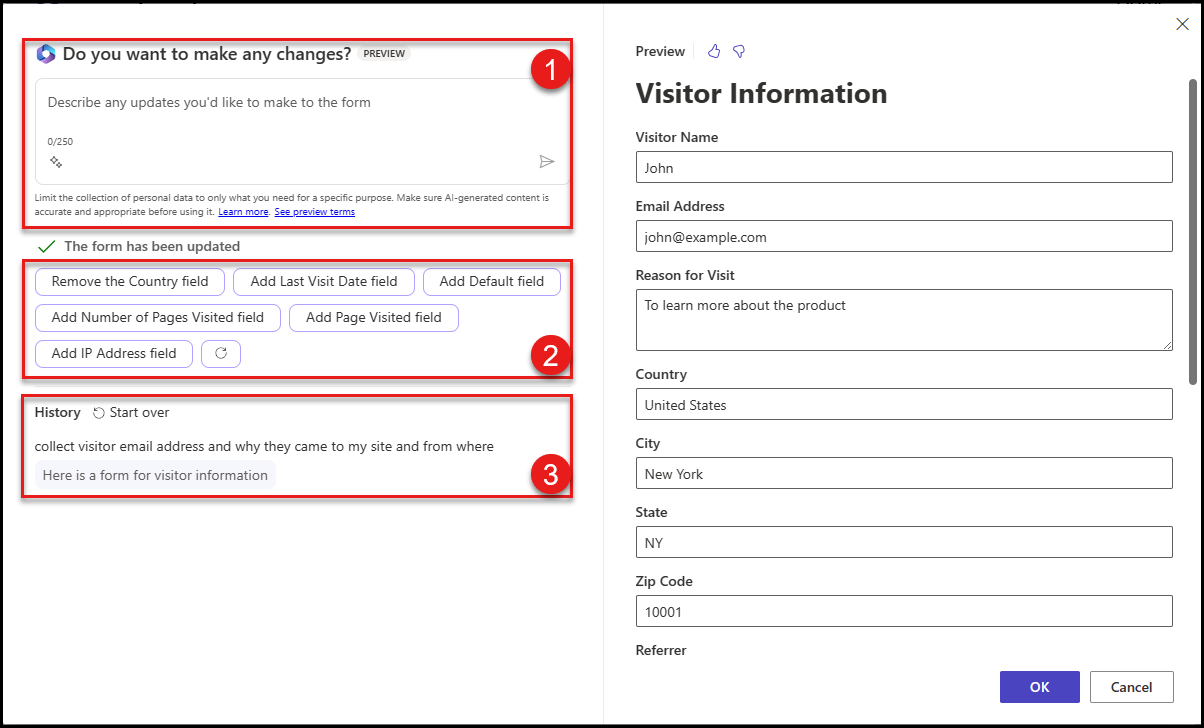 Do you want to make any changes? PREVIEW
1
Describe any updates you'd like to make to the form
0/250
Limit the collection of personal data to only what you need for a specific purpose. Make sure AI-generated content is
accurate and appropriate before using it. Learn more. See preview terms
The form has been updated
Remove the Country field
Add Last Visit Date field
Add Default field
Add Number of Pages Visited field
Add Page Visited field
Add IP Address field
2
History Start over
collect visitor email address and why they came to my site and from where
Here is a form for visitor information
3
Preview
Visitor Information
Visitor Name
John
Email Address
john@example.com
Reason for Visit
To learn more about the product
Country
United States
City
New York
State
NY
Zip Code
10001
Referrer
OK
Cancel